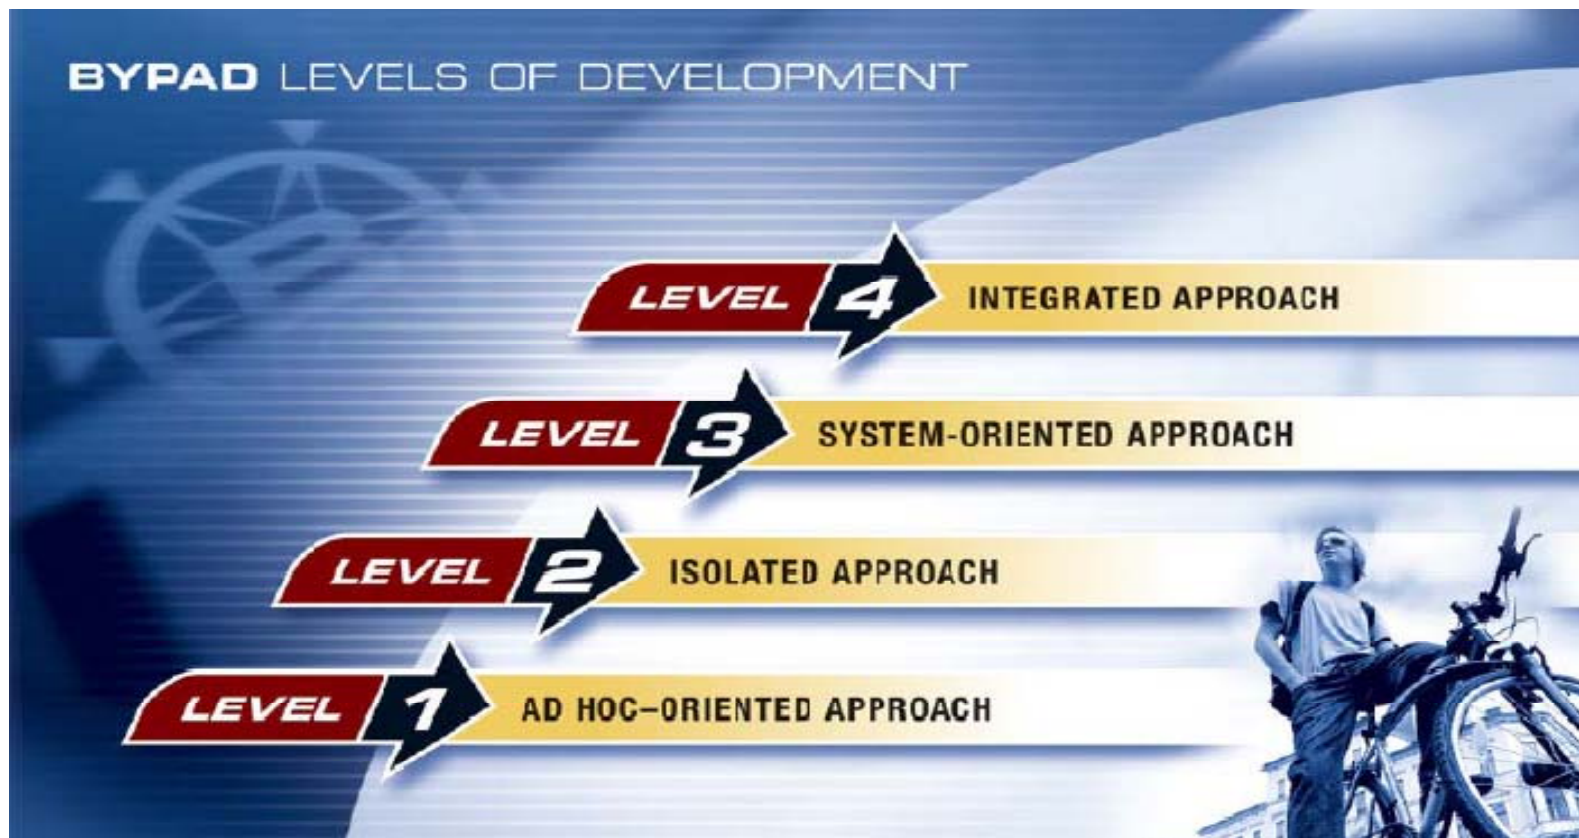 BYPAD LEVELS OF DEVELOPMENT
LEVEL 4 INTEGRATED APPROACH
LEVEL 3 SYSTEM-ORIENTED APPROACH
LEVEL 2 ISOLATED APPROACH
LEVEL 1 AD HOC–ORIENTED APPROACH